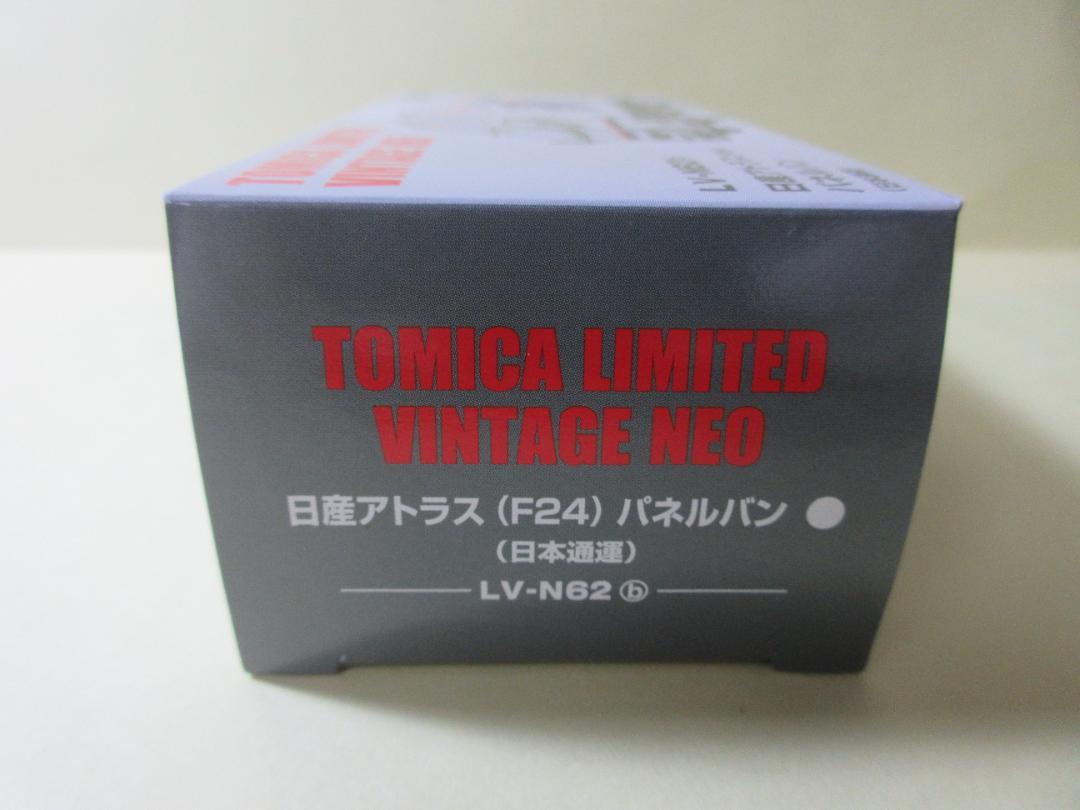 TOMICA LIMITED
VINTAGE NEO
日産アトラス（F24）パネルバン
（日本通運）
LV-N62 ⓑ